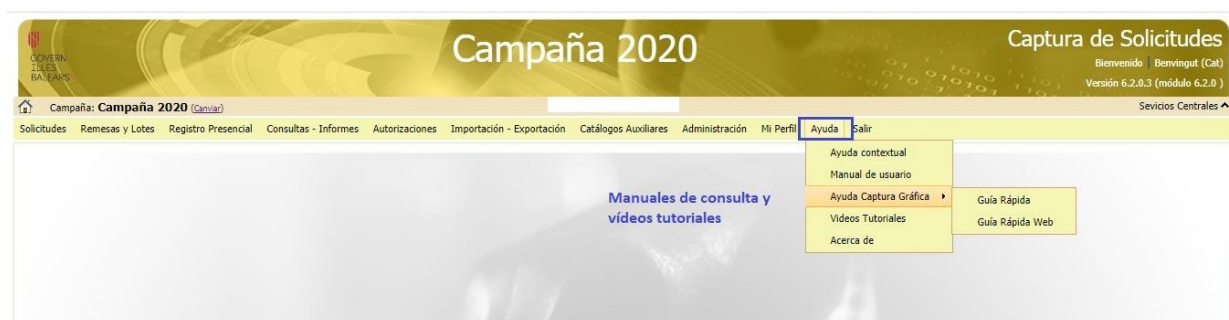 GOVERN
ILLES
BALEARS
Campaña 2020
Captura de Solicitudes
Bienvenido | Benvingut (Cat)
Versión 6.2.0.3 (módulo 6.2.0 )
Campaña: Campaña 2020 (Canviar)
Sevicios Centrales
Solicitudes Remesas y Lotes Registro Presencial Consultas - Informes Autorizaciones Importación - Exportación Catálogos Auxiliares Administración Mi Perfil Ayuda Salir
Ayuda contextual
Manual de usuario
Ayuda Captura Gráfica
Guía Rápida
Videos Tutoriales
Guía Rápida Web
Acerca de
Manuales de consulta y
vídeos tutoriales